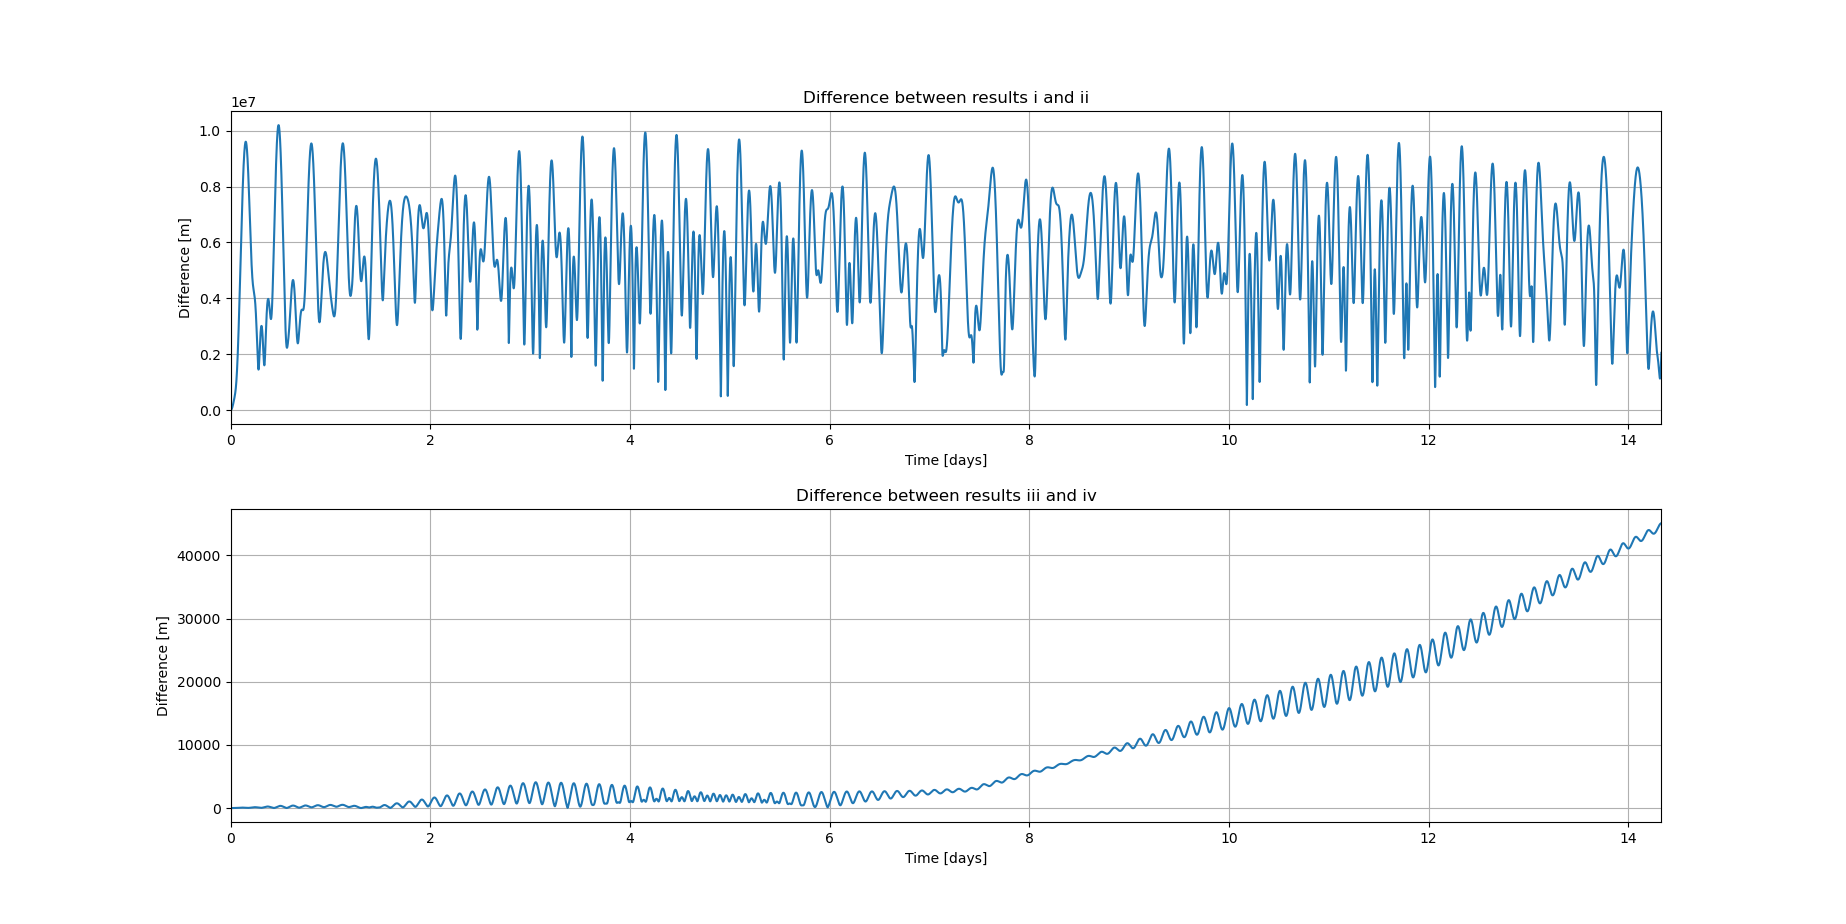 Difference between results i and ii
1e7
1.0
0.8
0.6
0.4
0.2
0.0
Difference [m]
0 2 4 6 8 10 12 14
Time [days]
Difference between results iii and iv
40000
30000
20000
10000
0
Difference [m]
0 2 4 6 8 10 12 14
Time [days]